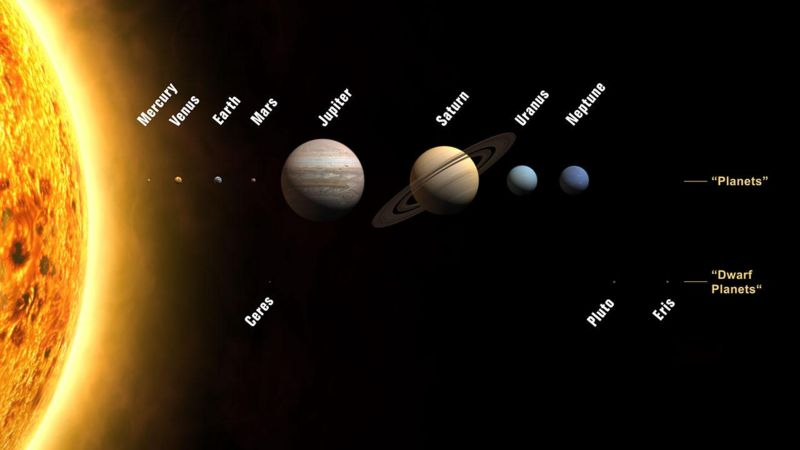 Mercury
Venus
Earth
Mars
Jupiter
Saturn
Uranus
Neptune
“Planets”
Ceres
Pluto
Eris
“Dwarf
Planets“